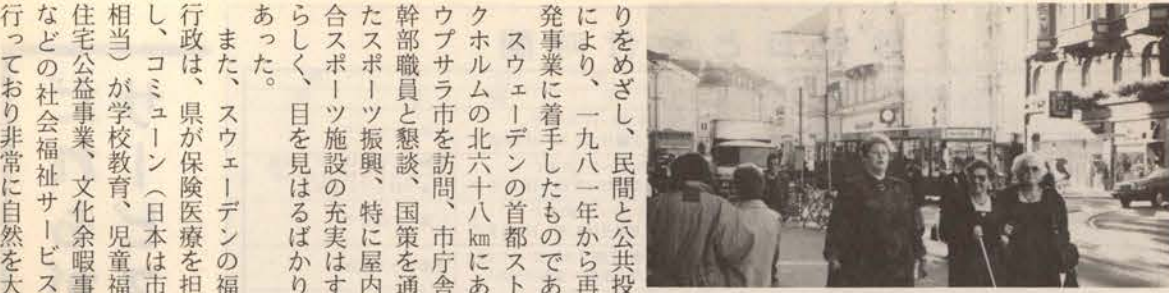 りをめざし、民間と公共投
により、一九八一年から再
発事業に着手したものであ
スウェーデンの首都スト
クホルムの北六十八㎞にあ
ウプサラ市を訪問、市庁舎
幹部職員と懇談、国策を通
たスポーツ振興、特に屋内
合スポーツ施設の充実はす
らしく、目を見はるばかり
あった。
また、スウェーデンの福
行政は、県が保険医療を担
し、コミューン（日本は市
相当）が学校教育、児童福
住宅公益事業、文化余暇事
などの社会福祉サービス
行っており非常に自然を大